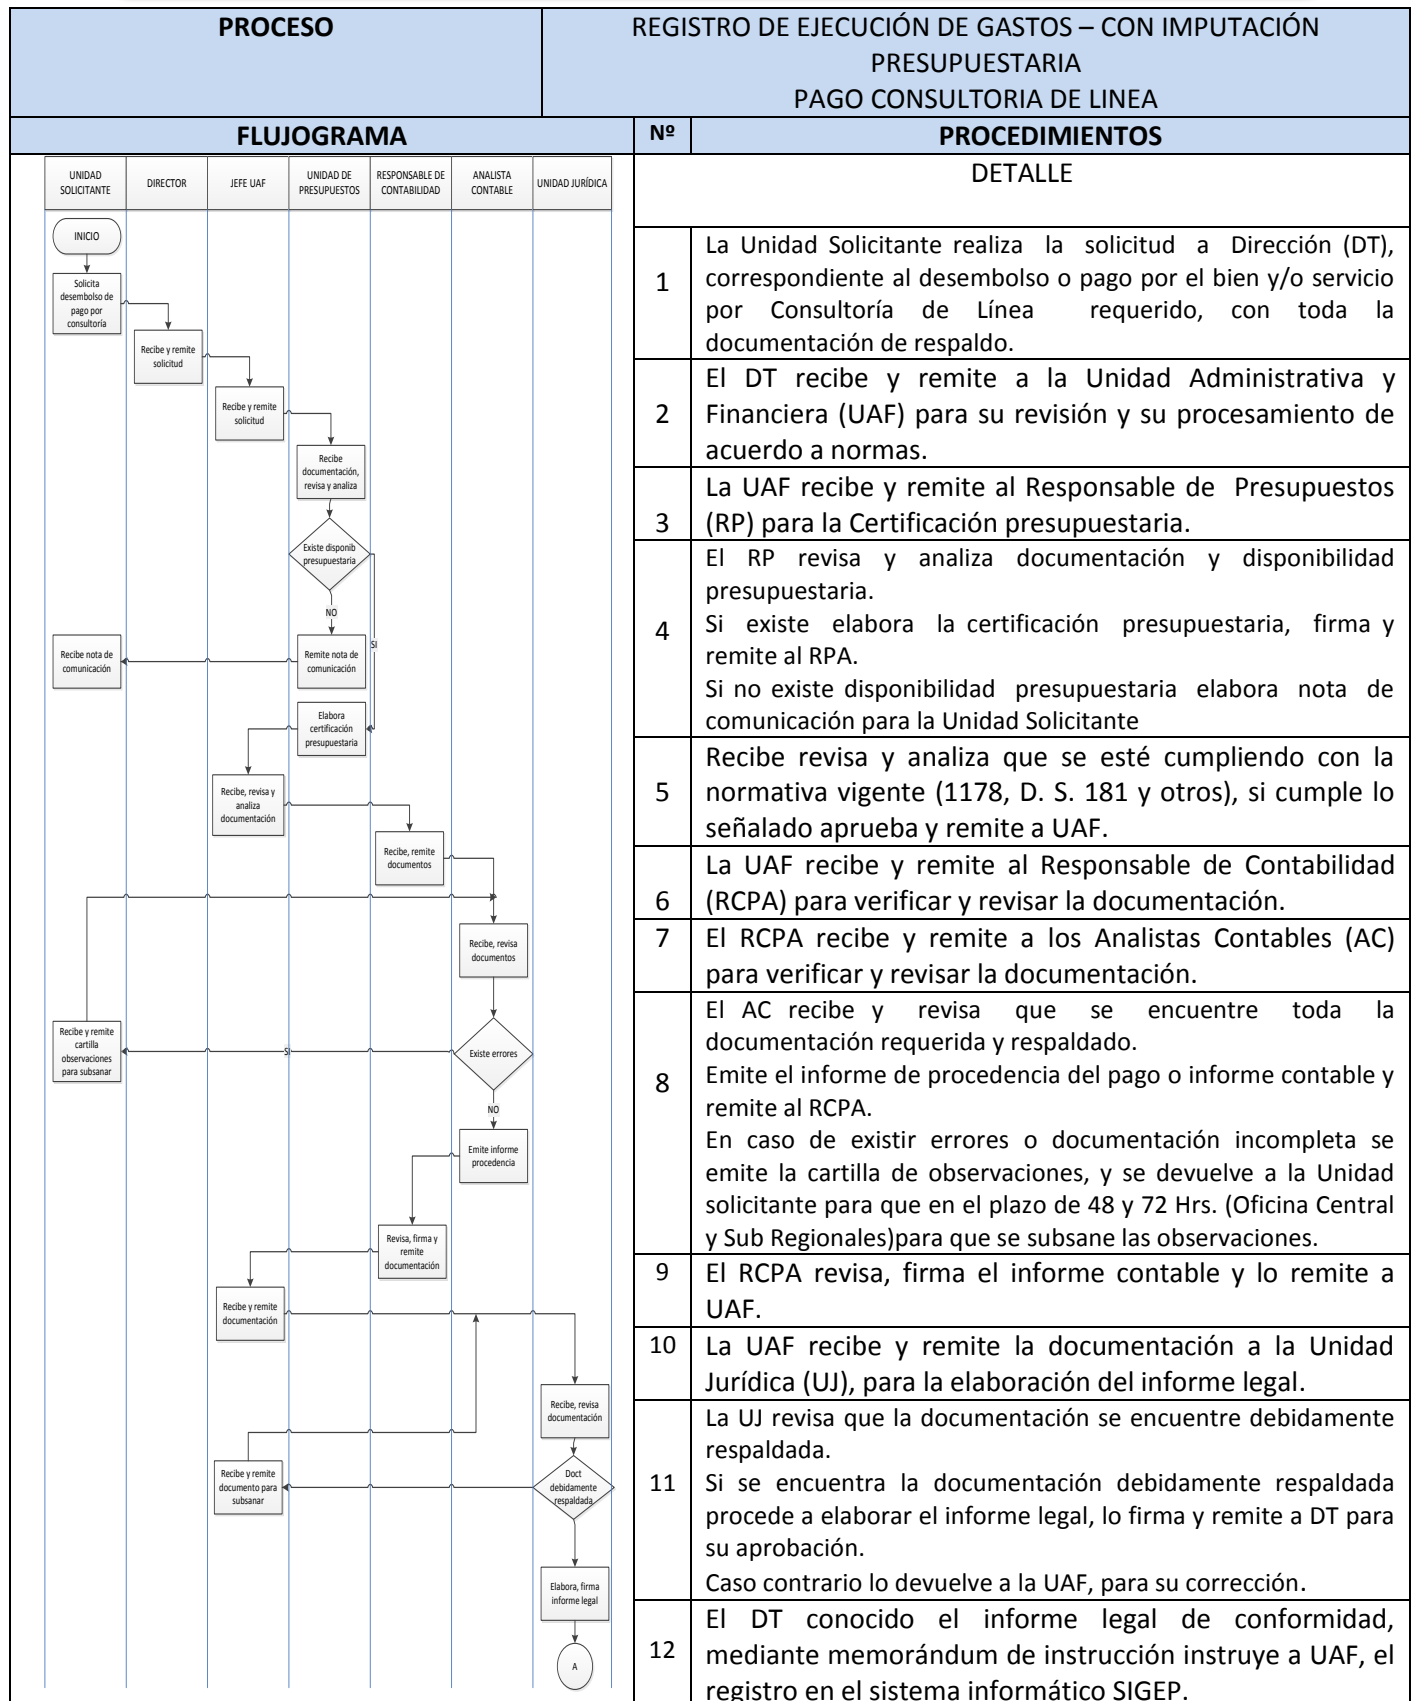 PROCESO
REGISTRO DE EJECUCIÓN DE GASTOS – CON IMPUTACIÓN
PRESUPUESTARIA
PAGO CONSULTORIA DE LINEA
FLUJOGRAMA
Nº
PROCEDIMIENTOS
UNIDAD
SOLICITANTE
DIRECTOR
JEFE UAF
UNIDAD DE
PRESUPUESTOS
RESPONSABLE DE
CONTABILIDAD
ANALISTA
CONTABLE
UNIDAD JURÍDICA
INICIO
Solicita
desembolso de
pago por
consultoría
Recibe y remite
solicitud
Recibe y remite
solicitud
Recibe
documentación,
revisa y analiza
Existe disponib
presupuestaria
NO
SI
Recibe nota de
comunicación
Remite nota de
comunicación
Elabora
certificación
presupuestaria
Recibe, revisa y
analiza
documentación
Recibe, remite
documentos
Recibe, revisa
documentos
Recibe y remite
cartilla
observaciones
para subsanar
SI
Existe errores
NO
Emite informe
procedencia
Revisa, firma y
remite
documentación
Recibe y remite
documentación
Recibe, revisa
documentación
Recibe y remite
documento para
subsanar
Doct
debidamente
respaldada
Elabora, firma
informe legal
A
DETALLE
1
La Unidad Solicitante realiza la solicitud a Dirección (DT),
correspondiente al desembolso o pago por el bien y/o servicio
por Consultoría de Línea requerido, con toda la
documentación de respaldo.
2
El DT recibe y remite a la Unidad Administrativa y
Financiera (UAF) para su revisión y su procesamiento de
acuerdo a normas.
3
La UAF recibe y remite al Responsable de Presupuestos
(RP) para la Certificación presupuestaria.
4
El RP revisa y analiza documentación y disponibilidad
presupuestaria.
Si existe elabora la certificación presupuestaria, firma y
remite al RPA.
Si no existe disponibilidad presupuestaria elabora nota de
comunicación para la Unidad Solicitante
5
Recibe revisa y analiza que se esté cumpliendo con la
normativa vigente (1178, D. S. 181 y otros), si cumple lo
señalado aprueba y remite a UAF.
6
La UAF recibe y remite al Responsable de Contabilidad
(RCPA) para verificar y revisar la documentación.
7
El RCPA recibe y remite a los Analistas Contables (AC)
para verificar y revisar la documentación.
8
El AC recibe y revisa que se encuentre toda la
documentación requerida y respaldado.
Emite el informe de procedencia del pago o informe contable y
remite al RCPA.
En caso de existir errores o documentación incompleta se
emite la cartilla de observaciones, y se devuelve a la Unidad
solicitante para que en el plazo de 48 y 72 Hrs. (Oficina Central
y Sub Regionales)para que se subsane las observaciones.
9
El RCPA revisa, firma el informe contable y lo remite a
UAF.
10
La UAF recibe y remite la documentación a la Unidad
Jurídica (UJ), para la elaboración del informe legal.
11
La UJ revisa que la documentación se encuentre debidamente
respaldada.
Si se encuentra la documentación debidamente respaldada
procede a elaborar el informe legal, lo firma y remite a DT para
su aprobación.
Caso contrario lo devuelve a la UAF, para su corrección.
12
El DT conocido el informe legal de conformidad,
mediante memorándum de instrucción instruye a UAF, el
registro en el sistema informático SIGEP.